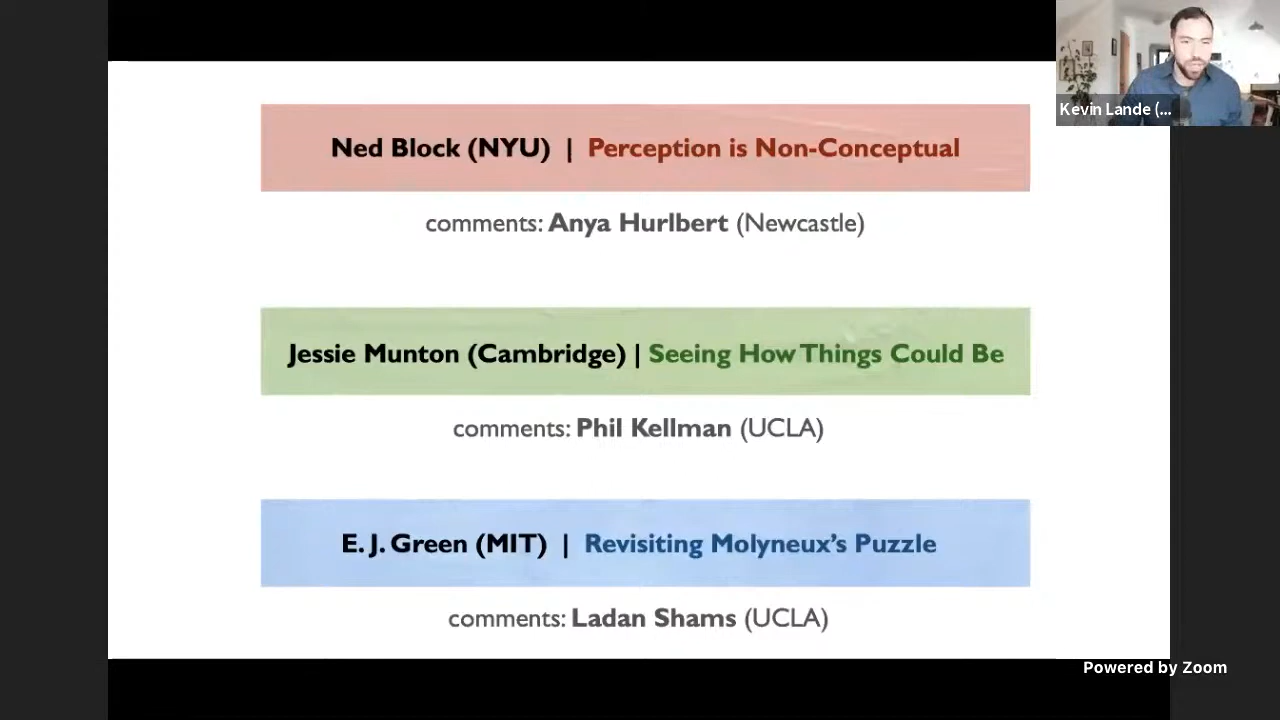 Ned Block (NYU) | Perception is Non-Conceptual
comments: Anya Hurlbert (Newcastle)
Jessie Munton (Cambridge) | Seeing How Things Could Be
comments: Phil Kellman (UCLA)
E. J. Green (MIT) | Revisiting Molyneux's Puzzle
comments: Ladan Shams (UCLA)
Kevin Lande (...
Powered by Zoom